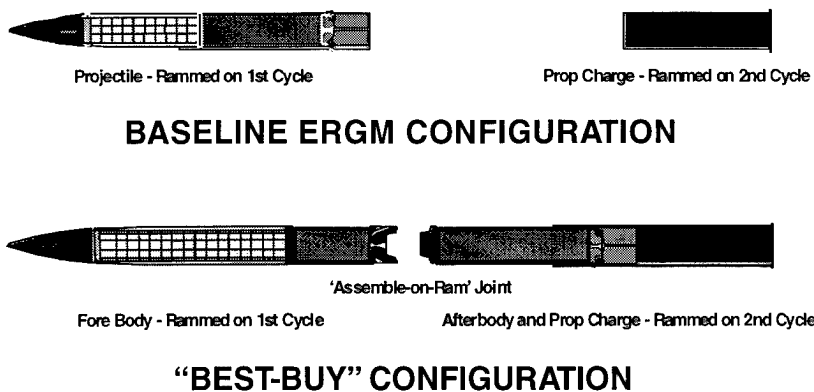 Projectile - Rammed on 1st Cycle
Prop Charge - Rammed on 2nd Cycle
BASELINE ERGM CONFIGURATION
'Assemble-on-Ram' Joint
Fore Body - Rammed on 1st Cycle
Afterbody and Prop Charge - Rammed on 2nd Cycle
“BEST-BUY” CONFIGURATION